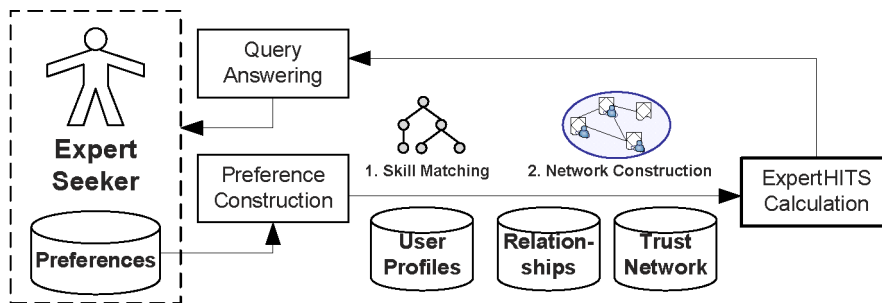 Query
Answering
Expert
Seeker
Preferences
Preference
Construction
1. Skill Matching
2. Network Construction
User
Profiles
Relation-
ships
Trust
Network
ExpertHITS
Calculation